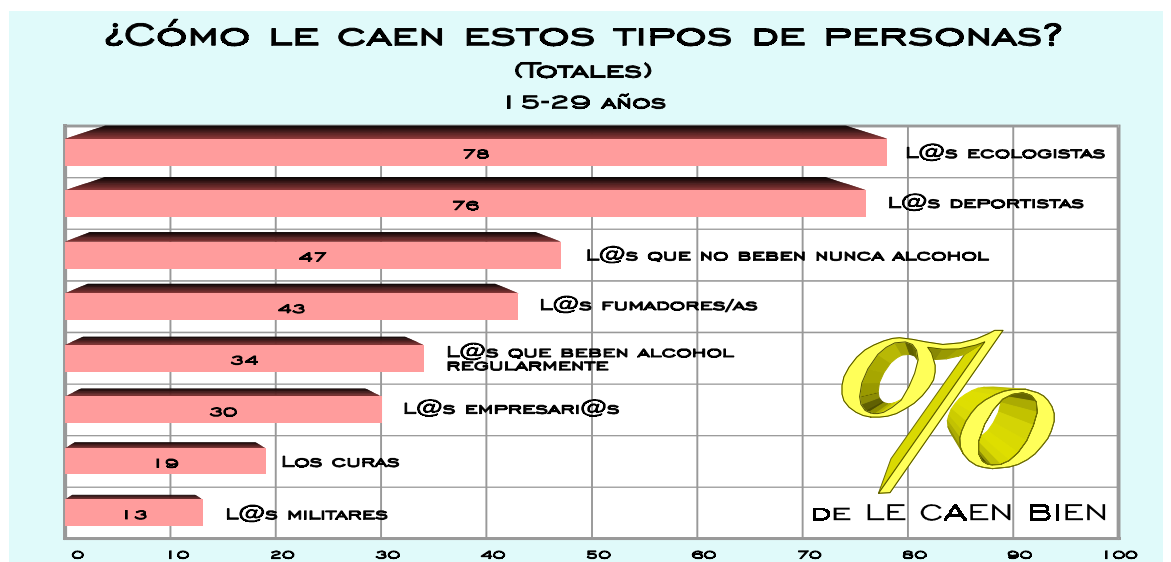 ¿CÓMO LE CAEN ESTOS TIPOS DE PERSONAS?
(TOTALES)
15-29 AÑOS
78 L@S ECOLOGISTAS
76 L@S DEPORTISTAS
47 L@S QUE NO BEBEN NUNCA ALCOHOL
43 L@S FUMADORES/AS
34 L@S QUE BEBEN ALCOHOL
REGULARMENTE
30 L@S EMPRESARI@S
19 LOS CURAS
13 L@S MILITARES
%
DE LE CAEN BIEN
0 10 20 30 40 50 60 70 80 90 100